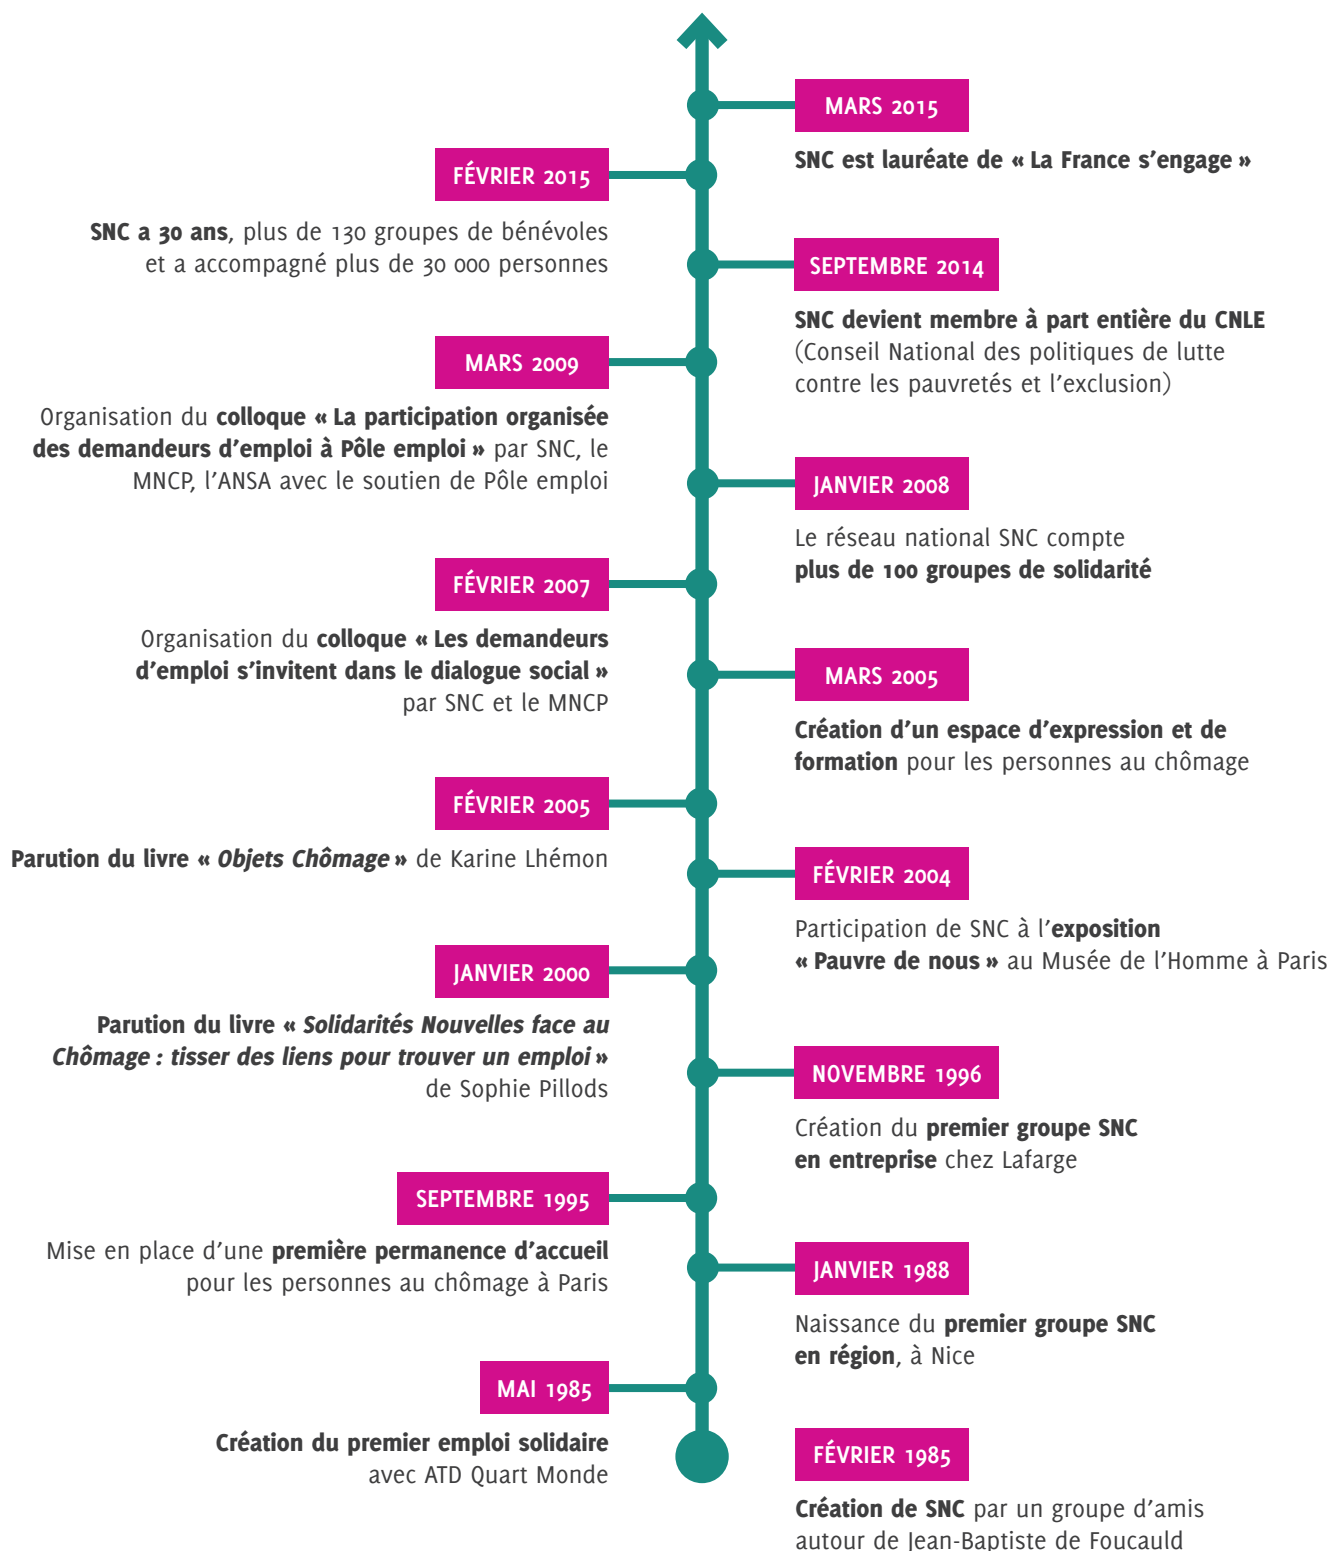 MARS 2015
SNC est lauréate de « La France s’engage »
FÉVRIER 2015
SNC a 30 ans, plus de 130 groupes de bénévoles
et a accompagné plus de 30 000 personnes
SEPTEMBRE 2014
SNC devient membre à part entière du CNLE
(Conseil National des politiques de lutte
contre les pauvretés et l’exclusion)
MARS 2009
Organisation du colloque « La participation organisée
des demandeurs d’emploi à Pôle emploi » par SNC, le
MNCP, l’ANSA avec le soutien de Pôle emploi
JANVIER 2008
Le réseau national SNC compte
plus de 100 groupes de solidarité
FÉVRIER 2007
Organisation du colloque « Les demandeurs
d’emploi s’invitent dans le dialogue social »
par SNC et le MNCP
MARS 2005
Création d’un espace d’expression et de
formation pour les personnes au chômage
FÉVRIER 2005
Parution du livre « Objets Chômage » de Karine Lhémon
FÉVRIER 2004
Participation de SNC à l’exposition
« Pauvre de nous » au Musée de l’Homme à Paris
JANVIER 2000
Parution du livre « Solidarités Nouvelles face au
Chômage : tisser des liens pour trouver un emploi »
de Sophie Pillods
NOVEMBRE 1996
Création du premier groupe SNC
en entreprise chez Lafarge
SEPTEMBRE 1995
Mise en place d’une première permanence d’accueil
pour les personnes au chômage à Paris
JANVIER 1988
Naissance du premier groupe SNC
en région, à Nice
MAI 1985
Création du premier emploi solidaire
avec ATD Quart Monde
FÉVRIER 1985
Création de SNC par un groupe d’amis
autour de Jean-Baptiste de Foucauld